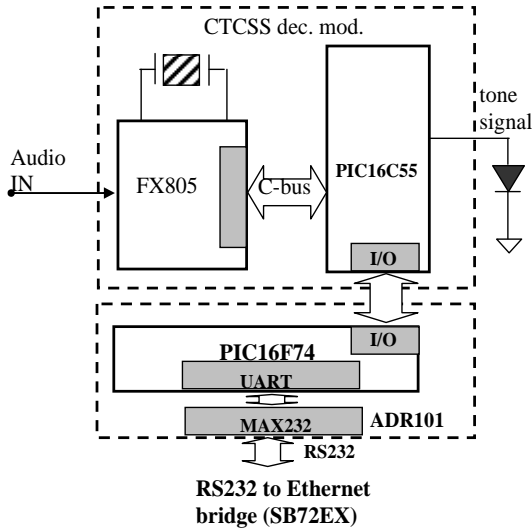 CTCSS dec. mod.
tone
signal
Audio
IN
FX805
C-bus
PIC16C55
I/O
I/O
PIC16F74
UART
MAX232
ADR101
RS232
RS232 to Ethernet
bridge (SB72EX)